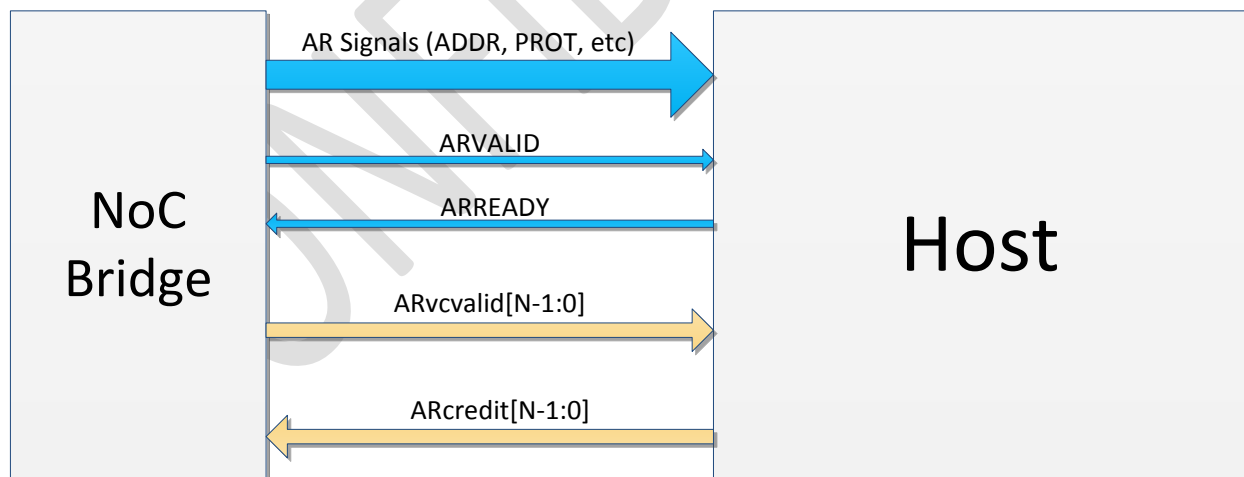 AR Signals (ADDR, PROT, etc)
ARVALID
ARREADY
NoC
Bridge
Host
ARvcvalid[N-1:0]
ARcredit[N-1:0]